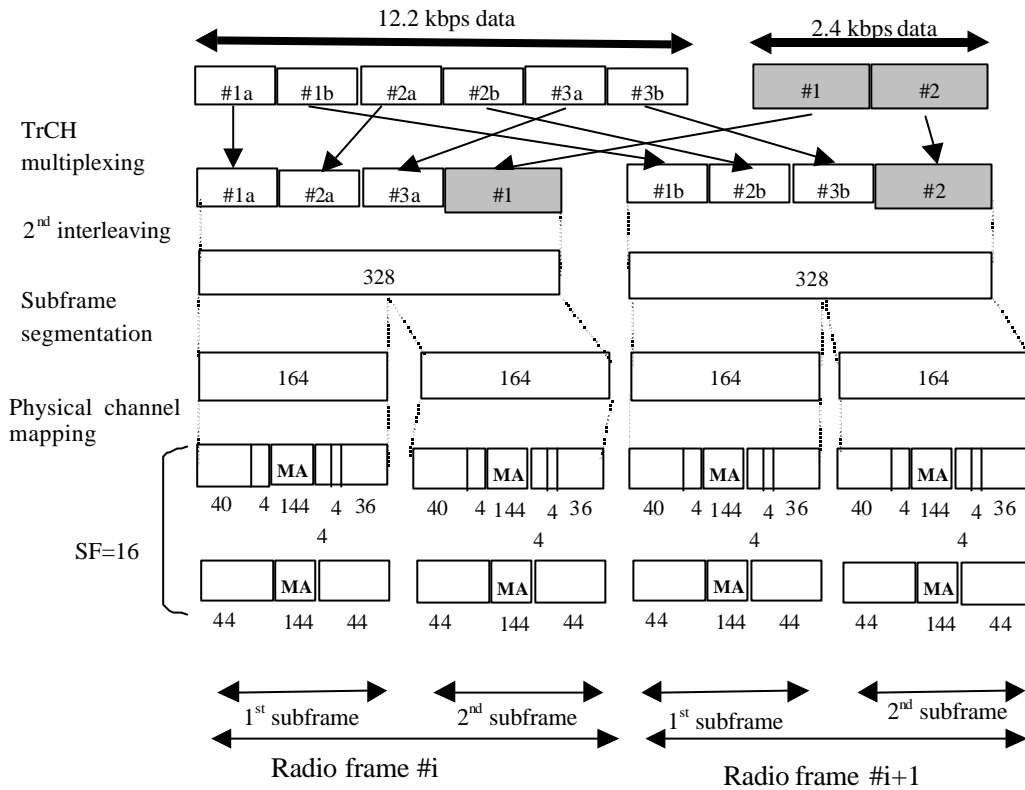 12.2 kbps data
2.4 kbps data
#1a #1b #2a #2b #3a #3b #1 #2
TrCH
multiplexing
#1a #2a #3a #1 #1b #2b #3b #2
2nd interleaving
328 328
Subframe
segmentation
164 164 164 164
Physical channel
mapping
MA MA MA MA
40 4 144 4 36 40 4 144 4 36 40 4 144 4 36 40 4 144 4 36
4 4 4 4
SF=16
MA MA MA MA
44 144 44 44 144 44 44 144 44 44 144 44
1st subframe 2nd subframe 1st subframe 2nd subframe
Radio frame #i Radio frame #i+1